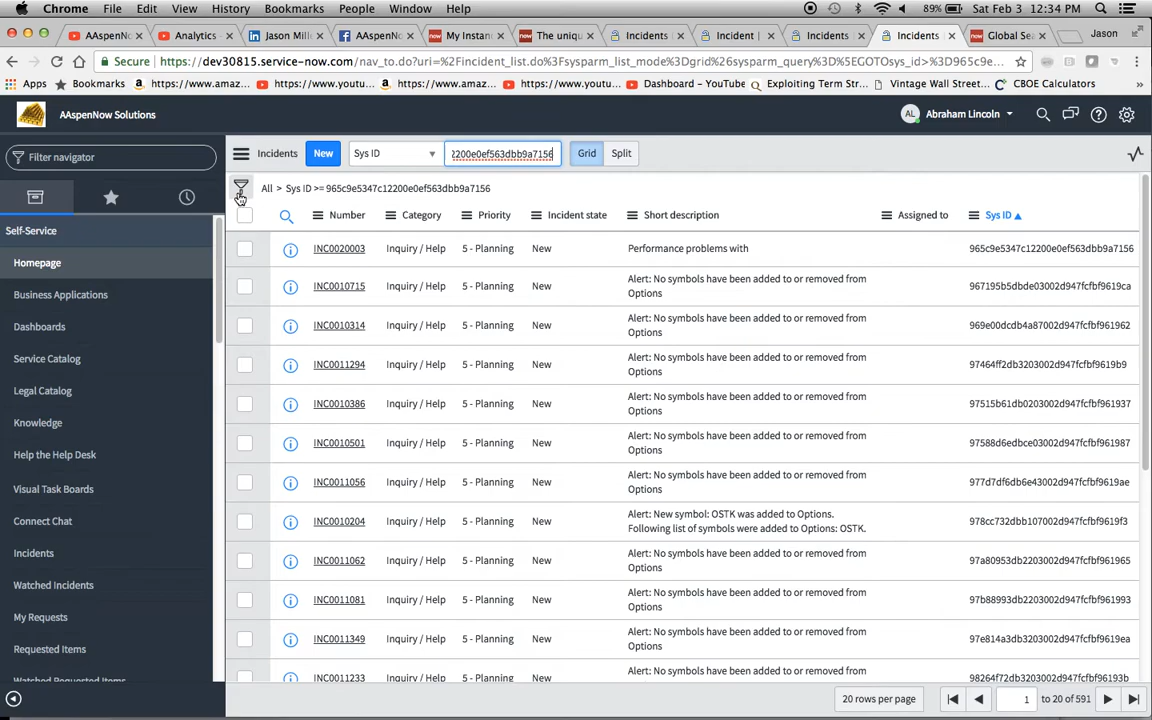 Chrome File Edit View History Bookmarks People Window Help 89% Sat Feb 3 12:34 PM
AAspenNo Analytics - Jason Mille AAspenNo My Instan The uniqu Incidents Incident | Incidents Incidents Global Sea Jason
Secure https://dev30815.service-now.com/nav_to.do?uri=%2Fincident_list.do%3Fsysparm_list_mode%3Dgrid%26sysparm_query%3D%5EGOTOsys_id>%3D965c9e5347c12200e0ef563dbb9a7156...
Apps Bookmarks https://www.amaz... https://www.youtu... https://www.amaz... https://www.youtu... Dashboard - YouTube Exploiting Term Str... Vintage Wall Street... CBOE Calculators
AAspenNow Solutions AL Abraham Lincoln
Filter navigator Incidents New Sys ID 2200e0ef563dbb9a7156 Grid Split
All > Sys ID >= 965c9e5347c12200e0ef563dbb9a7156
Number Category Priority Incident state Short description Assigned to Sys ID
Self-Service
Homepage
Business Applications
Dashboards
Service Catalog
Legal Catalog
Knowledge
Help the Help Desk
Visual Task Boards
Connect Chat
Incidents
Watched Incidents
My Requests
Requested Items
Watched Requested Items
INC0020003 Inquiry / Help 5 - Planning New Performance problems with 965c9e5347c12200e0ef563dbb9a7156
INC0010715 Inquiry / Help 5 - Planning New Alert: No symbols have been added to or removed from 967195b5dbde03002d947fcfbf9619ca
Options
INC0010314 Inquiry / Help 5 - Planning New Alert: No symbols have been added to or removed from 969e00dcdb4a87002d947fcfbf961962
Options
INC0011294 Inquiry / Help 5 - Planning New Alert: No symbols have been added to or removed from 97464ff2db3203002d947fcfbf9619b9
Options
INC0010386 Inquiry / Help 5 - Planning New Alert: No symbols have been added to or removed from 97515b61db0203002d947fcfbf961937
Options
INC0010501 Inquiry / Help 5 - Planning New Alert: No symbols have been added to or removed from 97588d6edbce03002d947fcfbf961987
Options
INC0011056 Inquiry / Help 5 - Planning New Alert: No symbols have been added to or removed from 977d7df6db6e43002d947fcfbf9619ae
Options
INC0010204 Inquiry / Help 5 - Planning New Alert: New symbol: OSTK was added to Options. 978cc732dbb107002d947fcfbf9619f3
Following list of symbols were added to Options: OSTK.
INC0011062 Inquiry / Help 5 - Planning New Alert: No symbols have been added to or removed from 97a80953db2203002d947fcfbf961965
Options
INC0011081 Inquiry / Help 5 - Planning New Alert: No symbols have been added to or removed from 97b88993db2203002d947fcfbf961993
Options
INC0011349 Inquiry / Help 5 - Planning New Alert: No symbols have been added to or removed from 97e814a3db3203002d947fcfbf9619ea
Options
INC0011233 Inquiry / Help 5 - Planning New Alert: No symbols have been added to or removed from 98264f72db3203002d947fcfbf96193b
20 rows per page 1 to 20 of 591